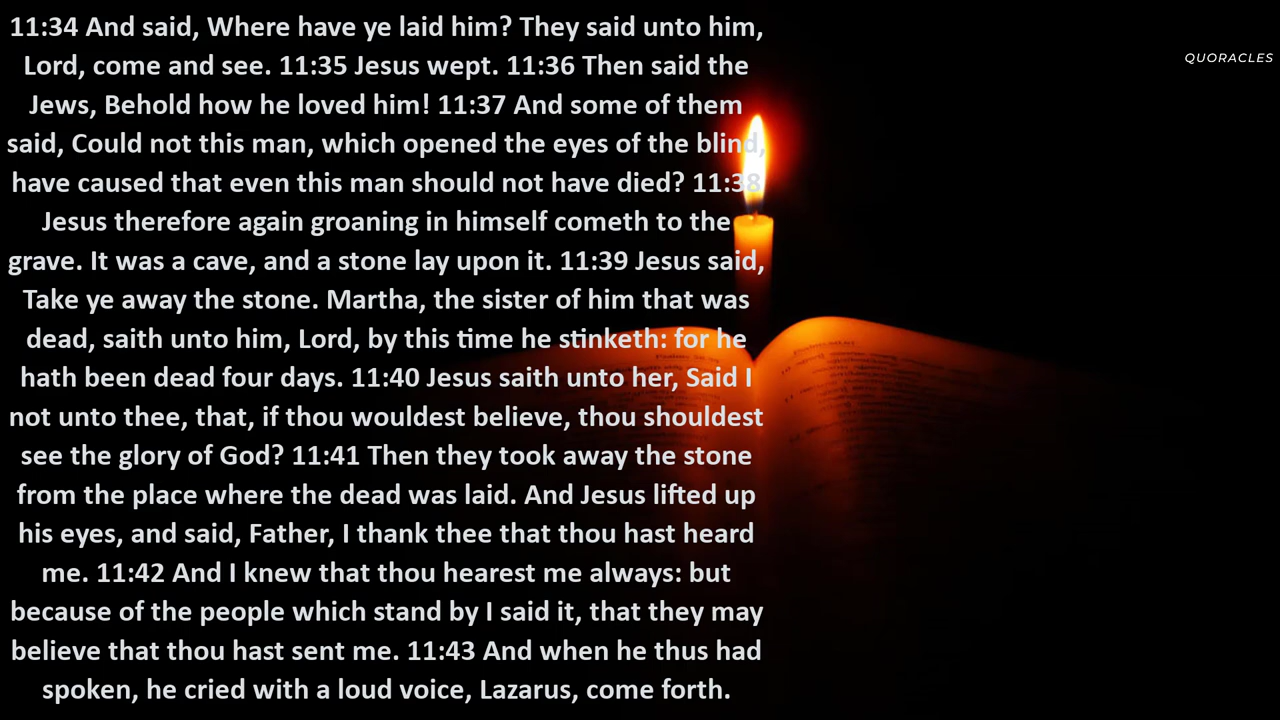 11:34 And said, Where have ye laid him? They said unto him,
Lord, come and see. 11:35 Jesus wept. 11:36 Then said the
Jews, Behold how he loved him! 11:37 And some of them
said, Could not this man, which opened the eyes of the blind,
have caused that even this man should not have died? 11:38
Jesus therefore again groaning in himself cometh to the
grave. It was a cave, and a stone lay upon it. 11:39 Jesus said,
Take ye away the stone. Martha, the sister of him that was
dead, saith unto him, Lord, by this time he stinketh: for he
hath been dead four days. 11:40 Jesus saith unto her, Said I
not unto thee, that, if thou wouldest believe, thou shouldest
see the glory of God? 11:41 Then they took away the stone
from the place where the dead was laid. And Jesus lifted up
his eyes, and said, Father, I thank thee that thou hast heard
me. 11:42 And I knew that thou hearest me always: but
because of the people which stand by I said it, that they may
believe that thou hast sent me. 11:43 And when he thus had
spoken, he cried with a loud voice, Lazarus, come forth.
QUORACLES